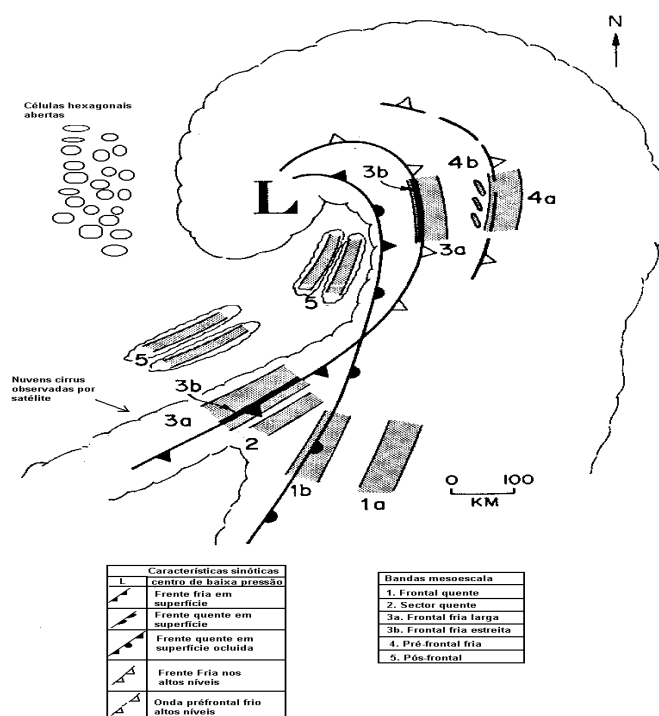 N
Células hexagonais
abertas
4b
3b
L
4a
3a
5
5
Nuvens cirrus
observadas por
satélite
3b
3a
2
1b
1a
0 100
KM
Características sinóticas
L centro de baixa pressão
Frente fria em
superfície
Frente quente em
superfície
Frente quente em
superfície ocluida
Frente Fria nos
altos níveis
Onda préfrontal frio
altos níveis
Bandas mesoescala
1. Frontal quente
2. Sector quente
3a. Frontal fria larga
3b. Frontal fria estreita
4. Pré-frontal fria
5. Pós-frontal